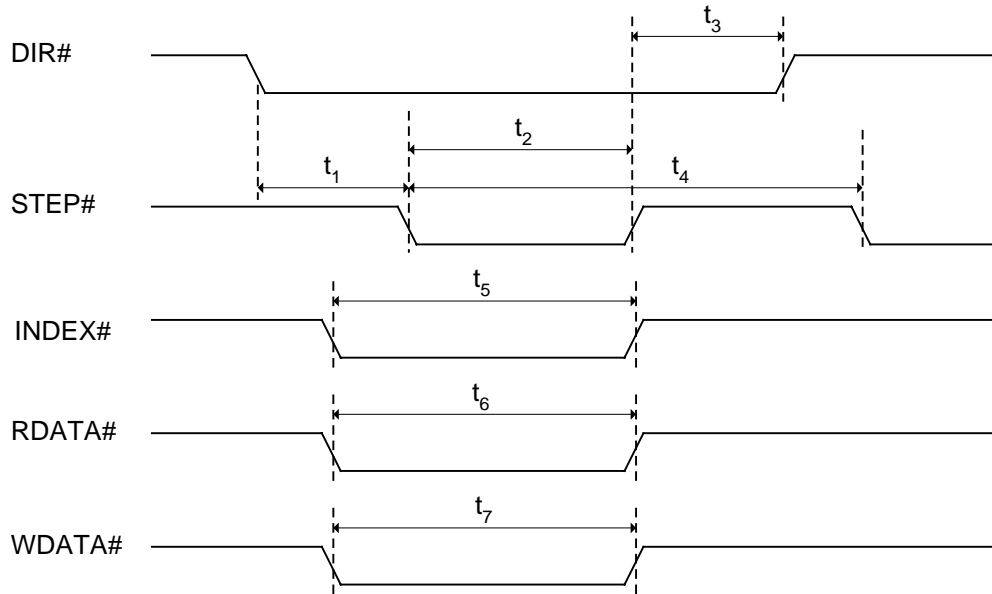 t3
DIR#
t2
t1
t4
STEP#
t5
INDEX#
t6
RDATA#
t7
WDATA#